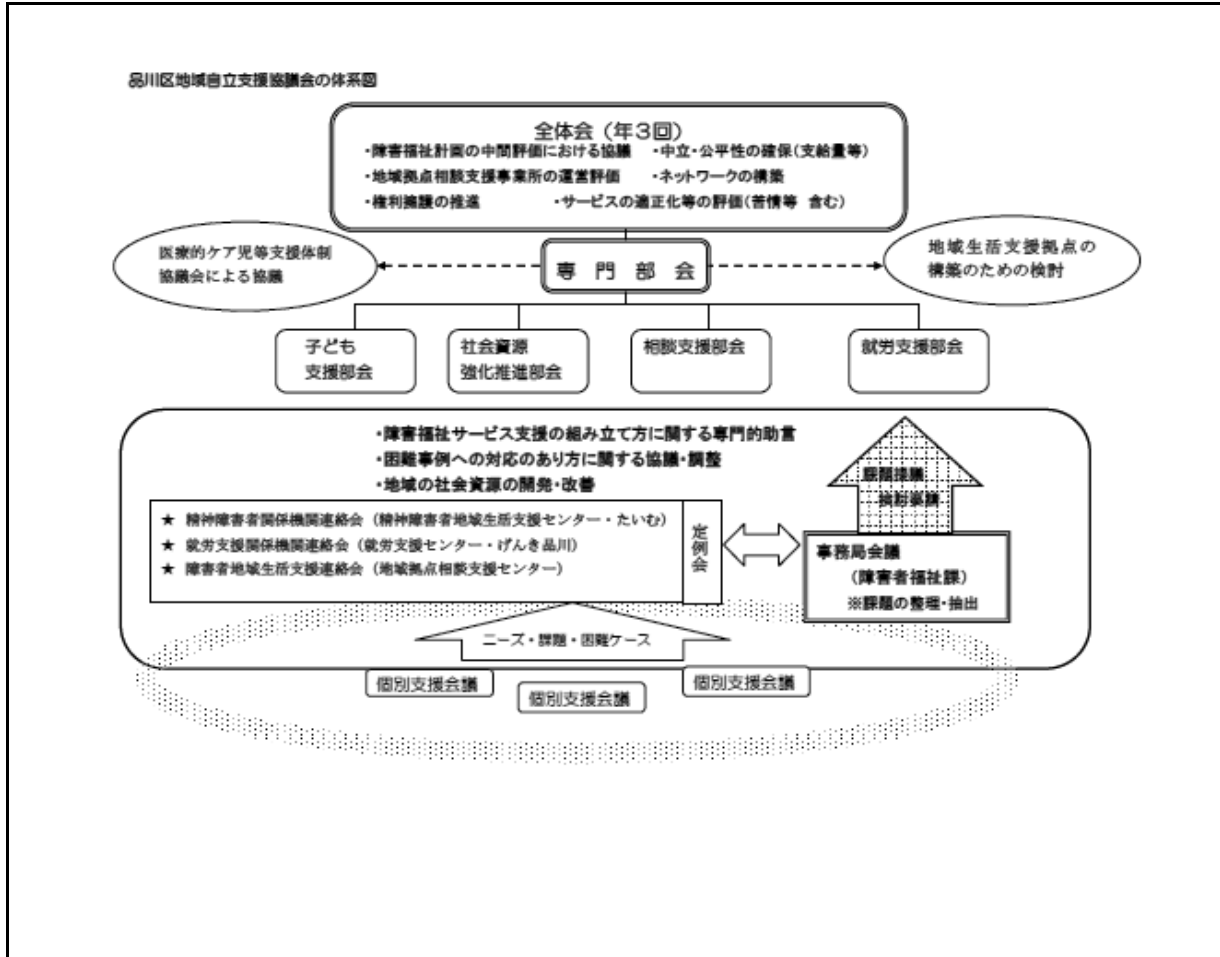 品川区地域自立支援協議会の体系図
全体会（年３回）
・障害福祉計画の中間評価における協議　・中立・公平性の確保（支給量等）
・地域拠点相談支援事業所の運営評価　・ネットワークの構築
・権利擁護の推進　・サービスの適正化等の評価（苦情等　含む）
医療的ケア児等支援体制
協議会による協議
専　門　部　会
地域生活支援拠点の
構築のための検討
子ども
支援部会
社会資源
強化推進部会
相談支援部会
就労支援部会
・障害福祉サービス支援の組み立て方に関する専門的助言
・困難事例への対応のあり方に関する協議・調整
・地域の社会資源の開発・改善
★　精神障害者関係機関連絡会（精神障害者地域生活支援センター・たいむ）
★　就労支援関係機関連絡会（就労支援センター・げんき品川）
★　障害者地域生活支援連絡会（地域拠点相談支援センター）
定例会
事務局会議
（障害者福祉課）
※課題の整理・抽出
ニーズ・課題・困難ケース
個別支援会議
個別支援会議
個別支援会議